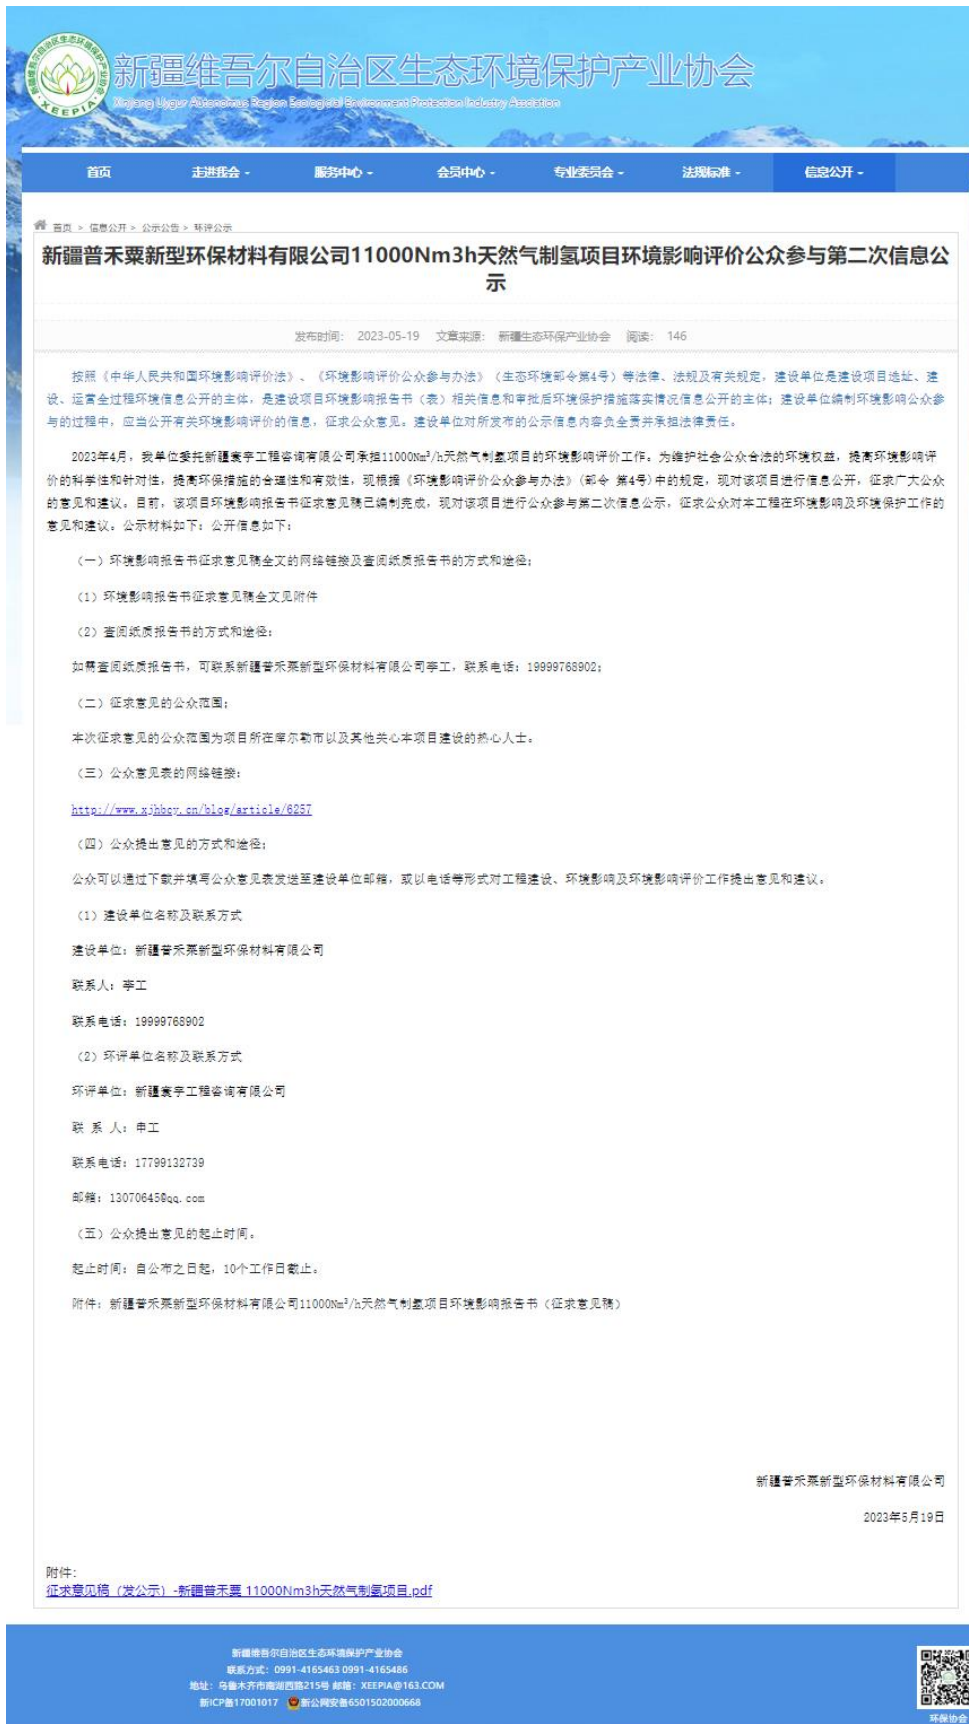 新疆维吾尔自治区生态环境保护产业协会
Xinjiang Uygur Autonomous Region Ecological Environment Protection Industry
XEEPIA
首页 走进我会 服务中心 会员中心 专业委员会 法规标准 信息公开
首页 > 信息公开 > 公示公告 > 环评公示
新疆普禾粟新型环保材料有限公司11000Nm3h天然气制氢项目环境影响评价公众参与第二次信息公
示
发布时间: 2023-05-19 文章来源: 新疆生态环保产业协会 阅读: 146
按照《中华人民共和国环境影响评价法》、《环境影响评价公众参与办法》（生态环境部令第4号）等法律、法规及有关规定，建设单位是建设项目选址、建
设、运营全过程环境信息公开的主体，是建设项目环境影响报告书（表）相关信息和审批后环境保护措施落实情况信息公开的主体；建设单位编制环境影响公众参
与的过程中，应当公开有关环境影响评价的信息，征求公众意见。建设单位对所发布的公示信息内容负全责并承担法律责任。
2023年4月，我单位委托新疆寰宇工程咨询有限公司承担11000Nm³/h天然气制氢项目的环境影响评价工作。为维护社会公众合法的环境权益，提高环境影响评
价的科学性和针对性，提高环保措施的合理性和有效性，现根据《环境影响评价公众参与办法》(部令 第4号)中的规定，现对该项目进行信息公开，征求广大公众
的意见和建议。目前，该项目环境影响报告书征求意见稿已编制完成，现对该项目进行公众参与第二次信息公示，征求公众对本工程在环境影响及环境保护工作的
意见和建议。公示材料如下：公开信息如下：
（一）环境影响报告书征求意见稿全文的网络链接及查阅纸质报告书的方式和途径；
（1）环境影响报告书征求意见稿全文见附件
（2）查阅纸质报告书的方式和途径：
如需查阅纸质报告书，可联系新疆普禾粟新型环保材料有限公司李工，联系电话：19999768902；
（二）征求意见的公众范围；
本次征求意见的公众范围为项目所在库尔勒市以及其他关心本项目建设的热心人士。
（三）公众意见表的网络链接：
http://www.xjhbcy.cn/blog/article/6257
（四）公众提出意见的方式和途径；
公众可以通过下载并填写公众意见表发送至建设单位邮箱，或以电话等形式对工程建设、环境影响及环境影响评价工作提出意见和建议。
（1）建设单位名称及联系方式
建设单位：新疆普禾粟新型环保材料有限公司
联系人：李工
联系电话：19999768902
（2）环评单位名称及联系方式
环评单位：新疆寰宇工程咨询有限公司
联 系 人：申工
联系电话：17799132739
邮箱：13070645@qq.com
（五）公众提出意见的起止时间。
起止时间：自公布之日起，10个工作日截止。
附件：新疆普禾粟新型环保材料有限公司11000Nm³/h天然气制氢项目环境影响报告书（征求意见稿）
新疆普禾粟新型环保材料有限公司
2023年5月19日
附件:
征求意见稿（发公示）-新疆普禾粟 11000Nm3h天然气制氢项目.pdf
新疆维吾尔自治区生态环境保护产业协会
联系方式：0991-4165463 0991-4165486
地址：乌鲁木齐市南湖西路215号 邮箱：XEEPIA@163.COM
新ICP备17001017 新公网安备6501502000668
环保协会